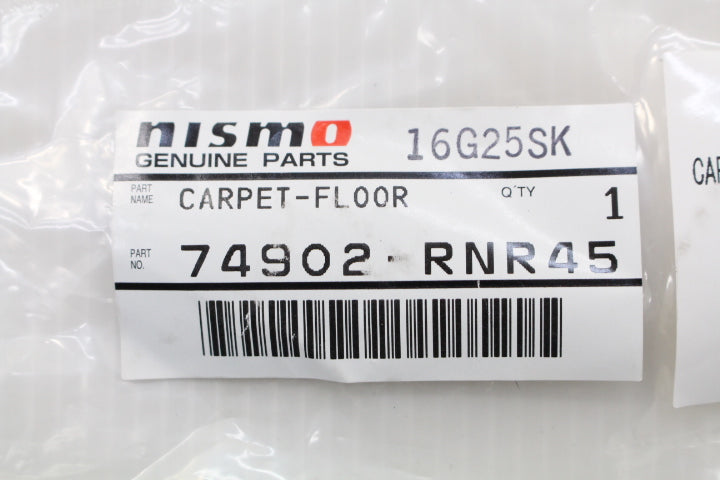 nismo 16G25SK
GENUINE PARTS
PART NAME CARPET-FLOOR Q'TY 1
PART NO. 74902-RNR45